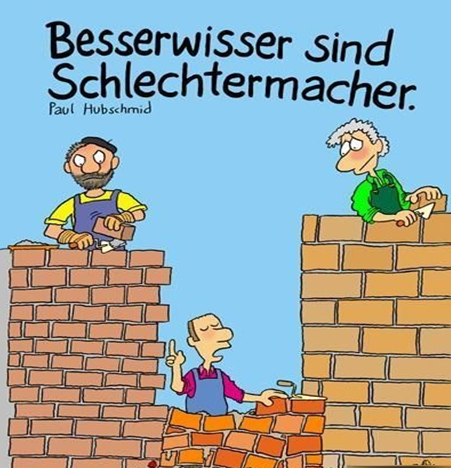 Besserwisser sind
Schlechtermacher.
Paul Hubschmid